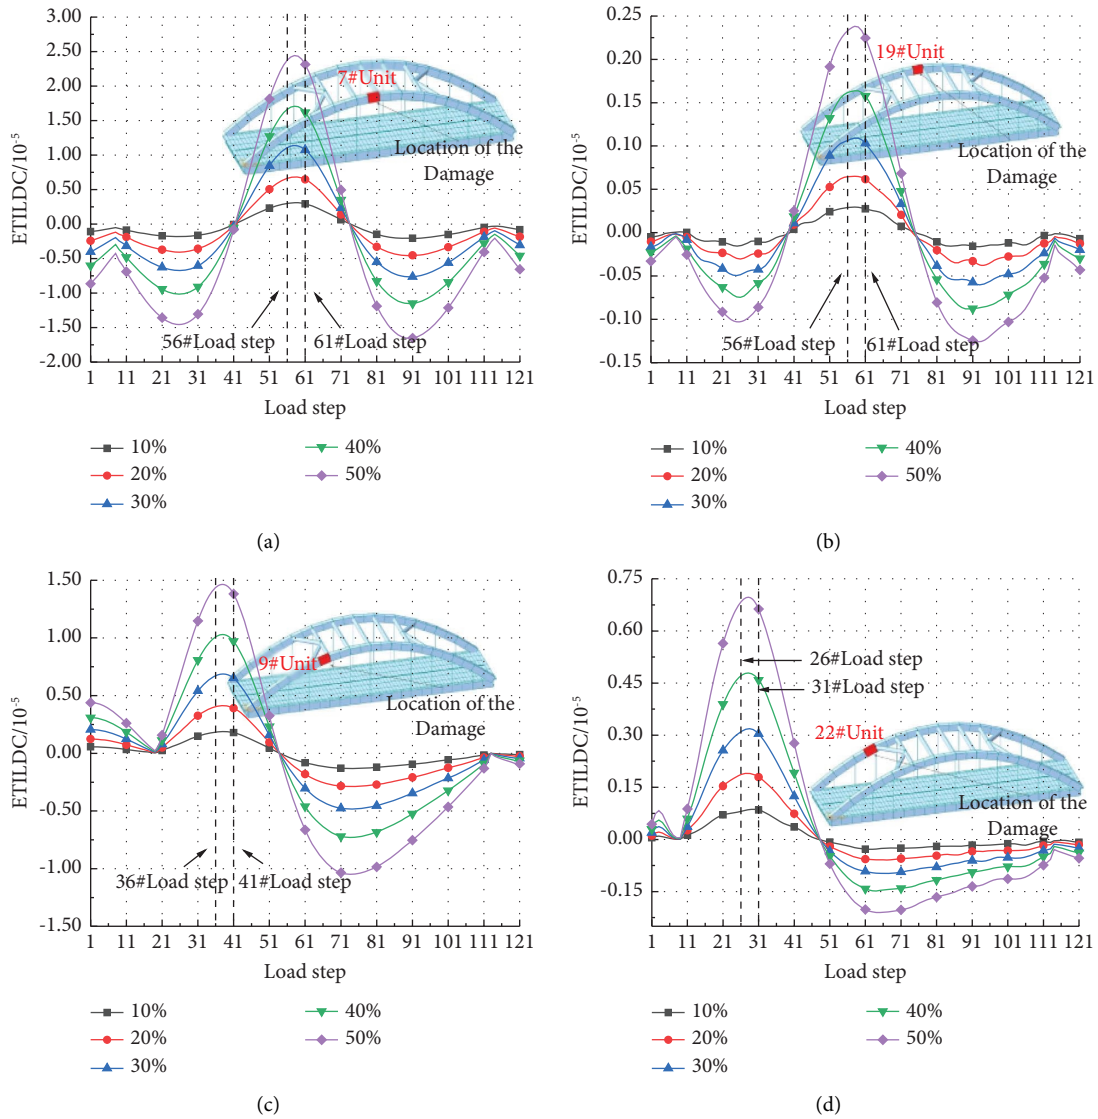 3.00
2.50
2.00
1.50
1.00
0.50
0.00
-0.50
-1.00
-1.50
-2.00
ETILDC/10⁻⁵
7#Unit
Location of the
Damage
56#Load step
61#Load step
1 11 21 31 41 51 61 71 81 91 101 111 121
Load step
10%
20%
30%
40%
50%
(a)
0.25
0.20
0.15
0.10
0.05
0.00
-0.05
-0.10
-0.15
ETILDC/10⁻⁵
19#Unit
Location of the
Damage
56#Load step
61#Load step
1 11 21 31 41 51 61 71 81 91 101 111 121
Load step
10%
20%
30%
40%
50%
(b)
1.50
1.00
0.50
0.00
-0.50
-1.00
-1.50
ETILDC/10⁻⁵
9#Unit
Location of the
Damage
36#Load step
41#Load step
1 11 21 31 41 51 61 71 81 91 101 111 121
Load step
10%
20%
30%
40%
50%
(c)
0.75
0.60
0.45
0.30
0.15
0.00
-0.15
ETILDC/10⁻⁵
26#Load step
31#Load step
22#Unit
Location of the
Damage
1 11 21 31 41 51 61 71 81 91 101 111 121
Load step
10%
20%
30%
40%
50%
(d)